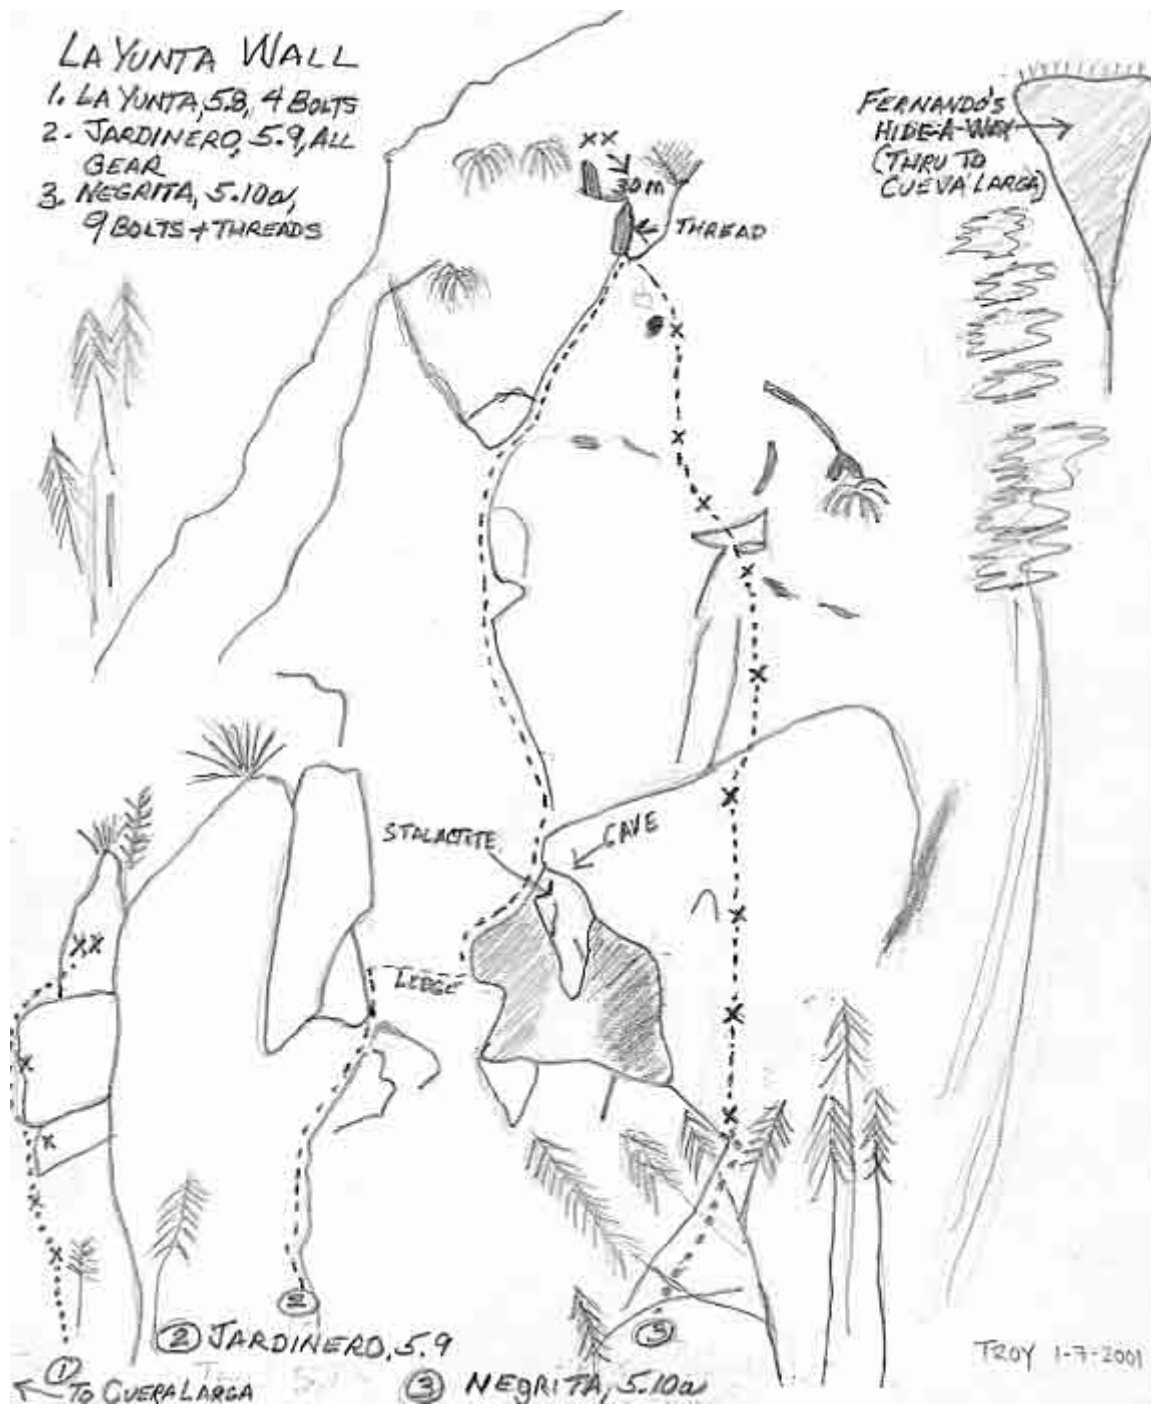 LA YUNTA WALL
1. LA YUNTA, 5.8, 4 BOLTS
2. JARDINERO, 5.9, ALL
GEAR
3. NEGRITA, 5.10a,
9 BOLTS + THREADS
XX
30m
THREAD
FERNANDO'S
HIDE-A-WAY
(THRU TO
CUEVA LARGA)
STALACTITE
CAVE
XX
LEDGE
2
2 JARDINERO, 5.9
3
1
TO CUEVA LARGA
3 NEGRITA, 5.10a
TROY 1-7-2001